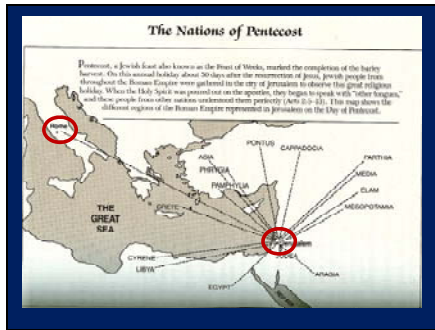 The Nations of Pentecost
Pentecost, a Jewish feast also known as the Feast of Weeks, marked the completion of the barley
harvest. On this annual holiday about 50 days after the resurrection of Jesus, Jewish people from
throughout the Roman Empire were gathered in the city of Jerusalem to observe this great religious
holiday. When the Holy Spirit was poured out on the apostles, they began to speak with "other tongues,"
and these people from other nations understood them perfectly (Acts 2:5-13). This map shows the
different regions of the Roman Empire represented in Jerusalem on the Day of Pentecost.
Rome
PONTUS
CAPPADOCIA
ASIA
PHRYGIA
PAMPHYLIA
PARTHIA
MEDIA
ELAM
MESOPOTAMIA
THE
GREAT
SEA
CRETE
Jerusalem
JUDEA
CYRENE
LIBYA
EGYPT
ARABIA